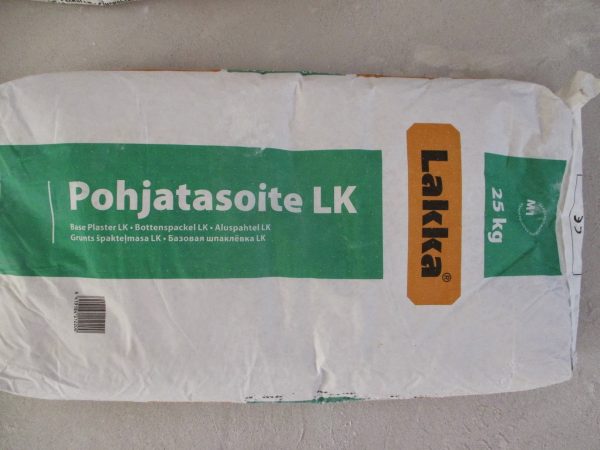 Pohjatasoite LK
Base Plaster LK • Bottenspackel LK • Aluspahtel LK
Grunts špakteļmasa LK • Базовая шпаклёвка LK
Lakka®
25 kg
M1